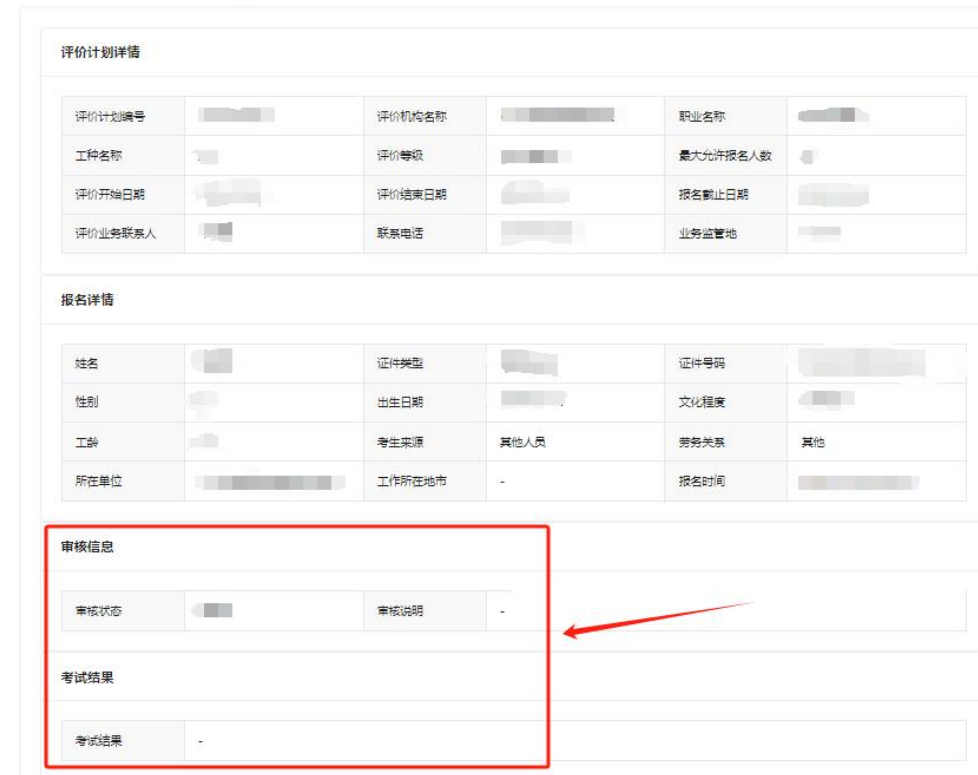 评价计划详情
评价计划编号 评价机构名称 职业名称
工种名称 评价等级 最大允许报名人数
评价开始日期 评价结束日期 报名截止日期
评价业务联系人 联系电话 业务监管地
报名详情
姓名 证件类型 证件号码
性别 出生日期 文化程度
工龄 考生来源 其他人员 劳务关系 其他
所在单位 工作所在地市 - 报名时间
审核信息
审核状态 审核说明 -
考试结果
考试结果 -